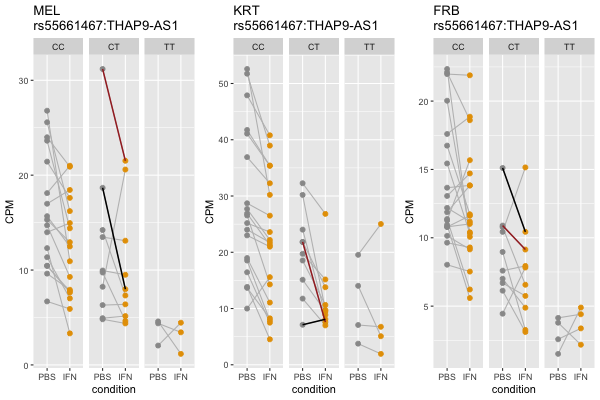 MEL
rs55661467:THAP9-AS1
CC CT TT
CPM
30
20
10
0
PBS IFN PBS IFN PBS IFN
condition
KRT
rs55661467:THAP9-AS1
CC CT TT
CPM
50
40
30
20
10
0
PBS IFN PBS IFN PBS IFN
condition
FRB
rs55661467:THAP9-AS1
CC CT TT
CPM
20
15
10
5
PBS IFN PBS IFN PBS IFN
condition